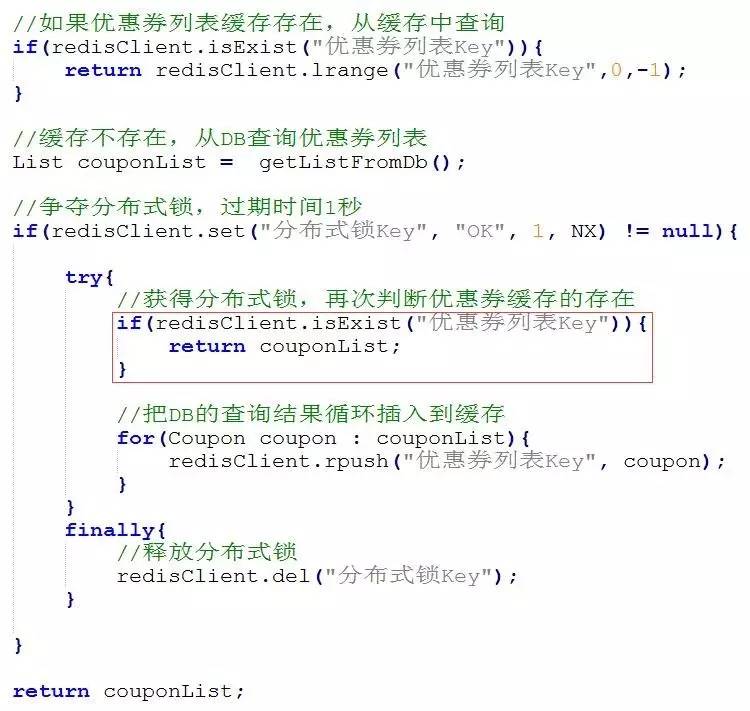 //如果优惠券列表缓存存在，从缓存中查询
if(redisClient.isExist("优惠券列表Key")){
    return redisClient.lrange("优惠券列表Key",0,-1);
}
//缓存不存在，从DB查询优惠券列表
List couponList =  getListFromDb();
//争夺分布式锁，过期时间1秒
if(redisClient.set("分布式锁Key", "OK", 1, NX) != null){
    try{
        //获得分布式锁，再次判断优惠券缓存的存在
        if(redisClient.isExist("优惠券列表Key")){
            return couponList;
        }
        //把DB的查询结果循环插入到缓存
        for(Coupon coupon : couponList){
            redisClient.rpush("优惠券列表Key", coupon);
        }
    }
    finally{
        //释放分布式锁
        redisClient.del("分布式锁Key");
    }
}
return couponList;